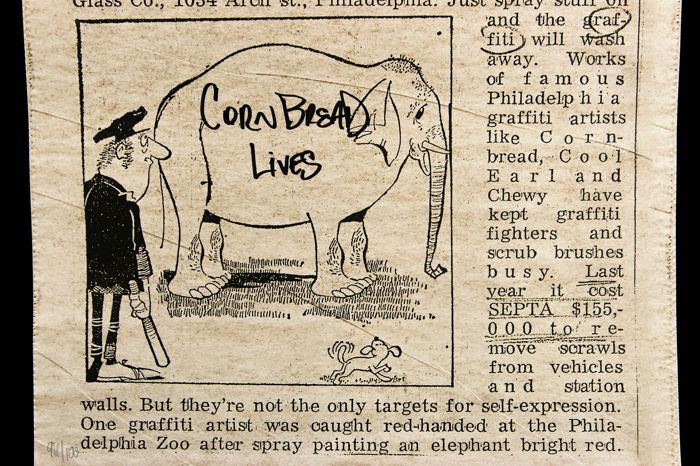 Glass Co., 1034 Arch st., Philadelphia. Just spray stuff on
and the graf-
fiti will wash
away. Works
of famous
Philadelphia
graffiti artists
like Corn-
bread, Cool
Earl and
Chewy have
kept graffiti
fighters and
scrub brushes
busy. Last
year it cost
SEPTA $155,-
000 to re-
move scrawls
from vehicles
and station
walls. But they're not the only targets for self-expression.
One graffiti artist was caught red-handed at the Phila-
delphia Zoo after spray painting an elephant bright red.
CORNBREAD
LIVES
91/100